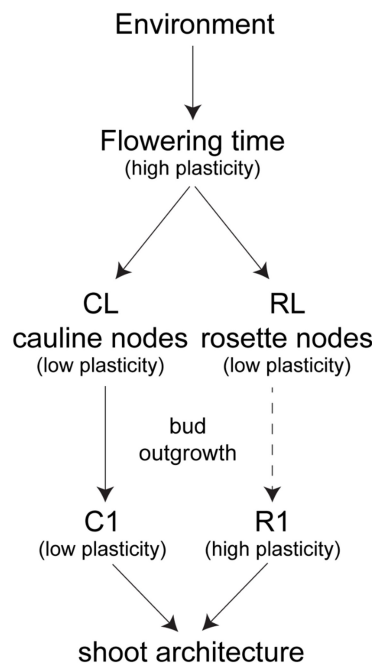 Environment
Flowering time
(high plasticity)
CL
RL
cauline nodes
rosette nodes
(low plasticity)
(low plasticity)
bud
outgrowth
C1
R1
(low plasticity)
(high plasticity)
shoot architecture